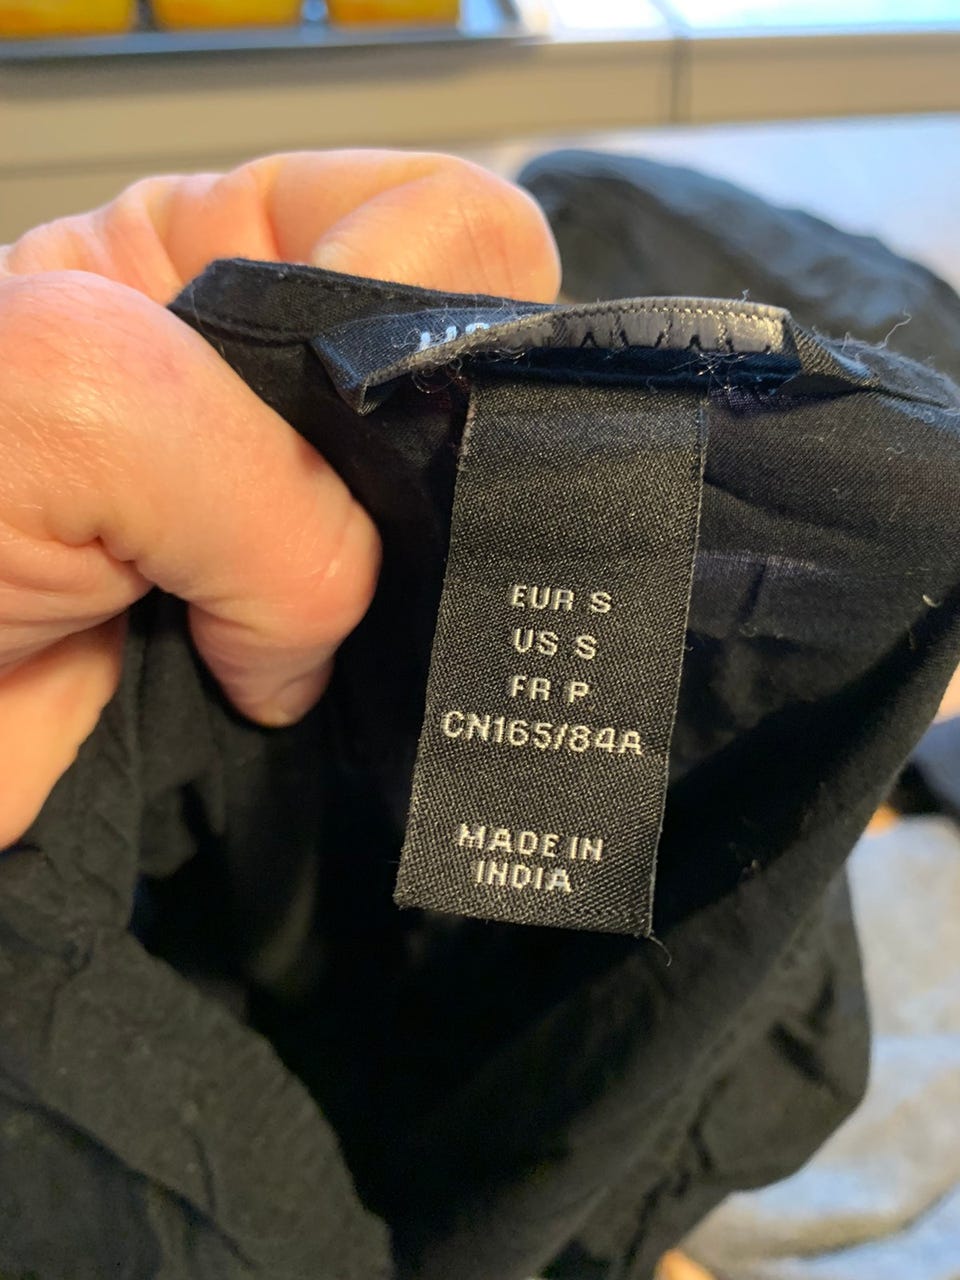 EUR S
US S
FR P
CN165/84A
MADE IN
INDIA